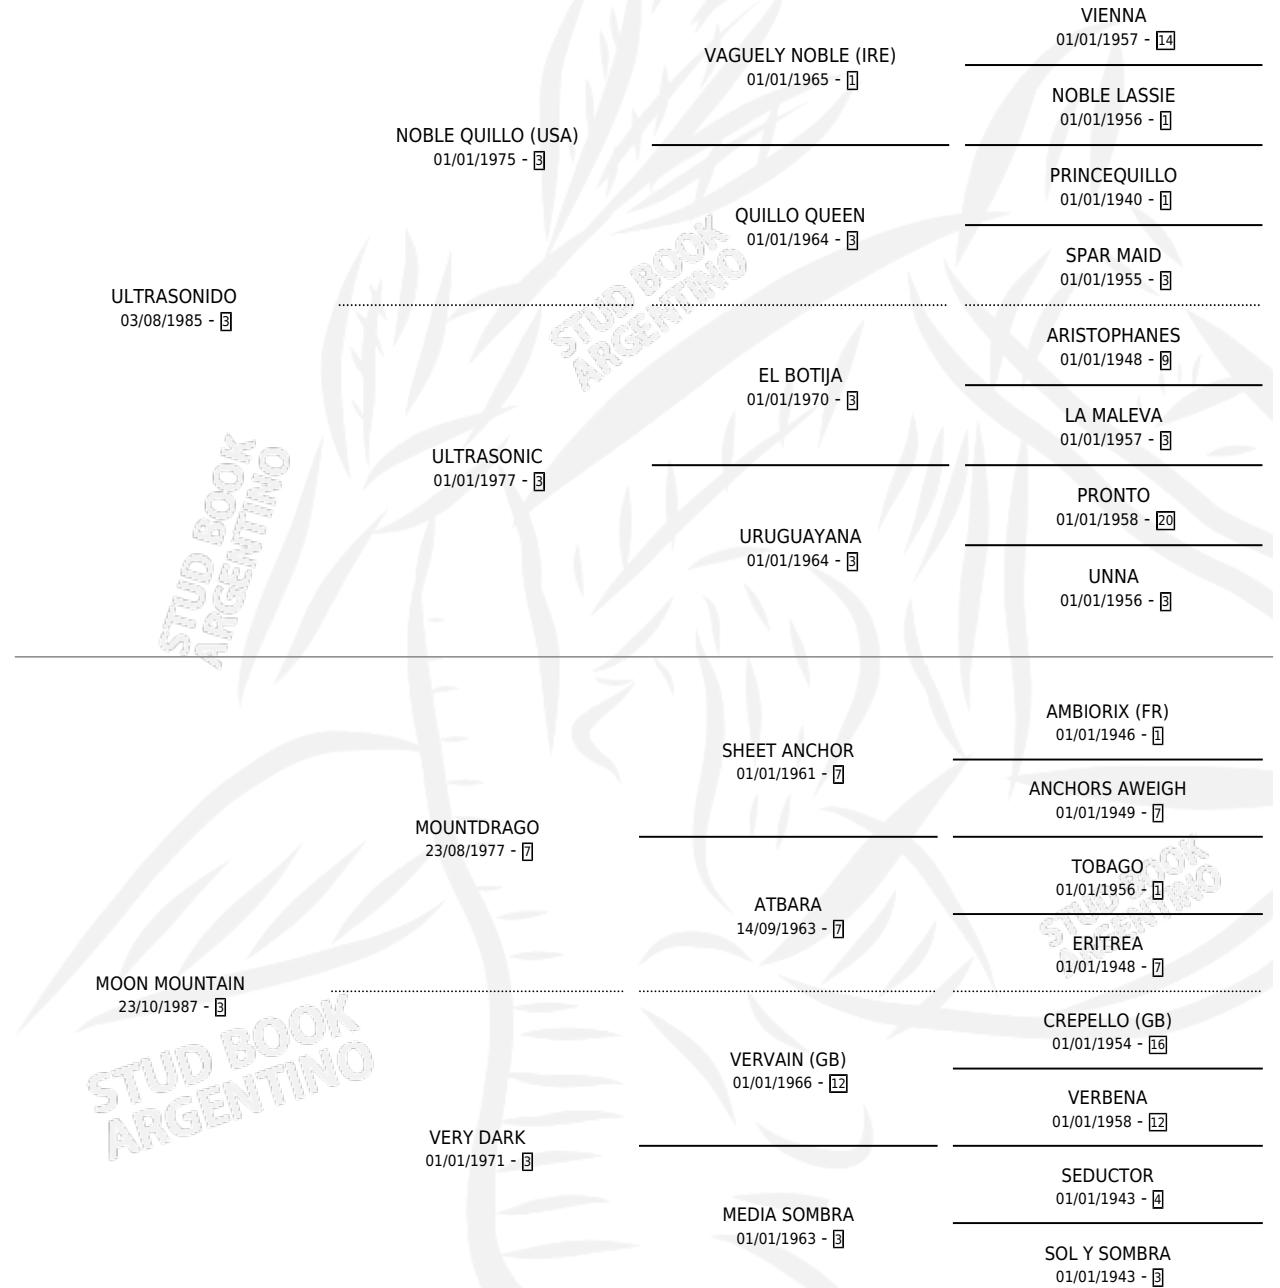 VIENNA
01/01/1957 - 14
VAGUELY NOBLE (IRE)
01/01/1965 - 1
NOBLE LASSIE
01/01/1956 - 1
NOBLE QUILLO (USA)
01/01/1975 - 3
PRINCEQUILLO
01/01/1940 - 1
QUILLO QUEEN
01/01/1964 - 3
SPAR MAID
01/01/1955 - 3
ULTRASONIDO
03/08/1985 - 3
STUD BOOK
ARGENTINO
ARISTOPHANES
01/01/1948 - 9
EL BOTIJA
01/01/1970 - 3
LA MALEVA
01/01/1957 - 3
ULTRASONIC
01/01/1977 - 3
PRONTO
01/01/1958 - 20
URUGUAYANA
01/01/1964 - 3
UNNA
01/01/1956 - 3
STUD BOOK
ARGENTINO
AMBIORIX (FR)
01/01/1946 - 1
SHEET ANCHOR
01/01/1961 - 7
ANCHORS AWEIGH
01/01/1949 - 7
MOUNTDRAGO
23/08/1977 - 7
TOBAGO
01/01/1956 - 1
ATBARA
14/09/1963 - 7
ERITREA
01/01/1948 - 7
STUD BOOK
ARGENTINO
MOON MOUNTAIN
23/10/1987 - 3
CREPELLO (GB)
01/01/1954 - 16
VERVAIN (GB)
01/01/1966 - 12
VERBENA
01/01/1958 - 12
STUD BOOK
ARGENTINO
VERY DARK
01/01/1971 - 3
SEDUCTOR
01/01/1943 - 4
MEDIA SOMBRA
01/01/1963 - 3
SOL Y SOMBRA
01/01/1943 - 3